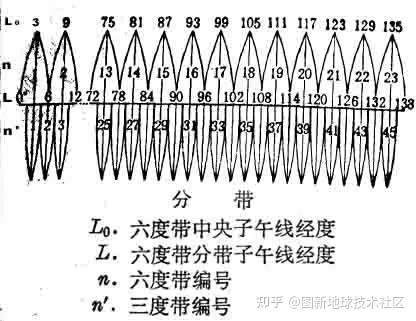 L₀ 3 9 75 81 87 93 99 105 111 117 123 129 135
n 2 13 14 15 16 17 18 19 20 21 22 23
L 6 12 72 78 84 90 96 102 108 114 120 126 132 138
n' 2 3 25 27 29 31 33 35 37 39 41 43 45
分 带
L₀. 六度带中央子午线经度
L. 六度带分带子午线经度
n. 六度带编号
n′. 三度带编号
知乎 @图新地球技术社区